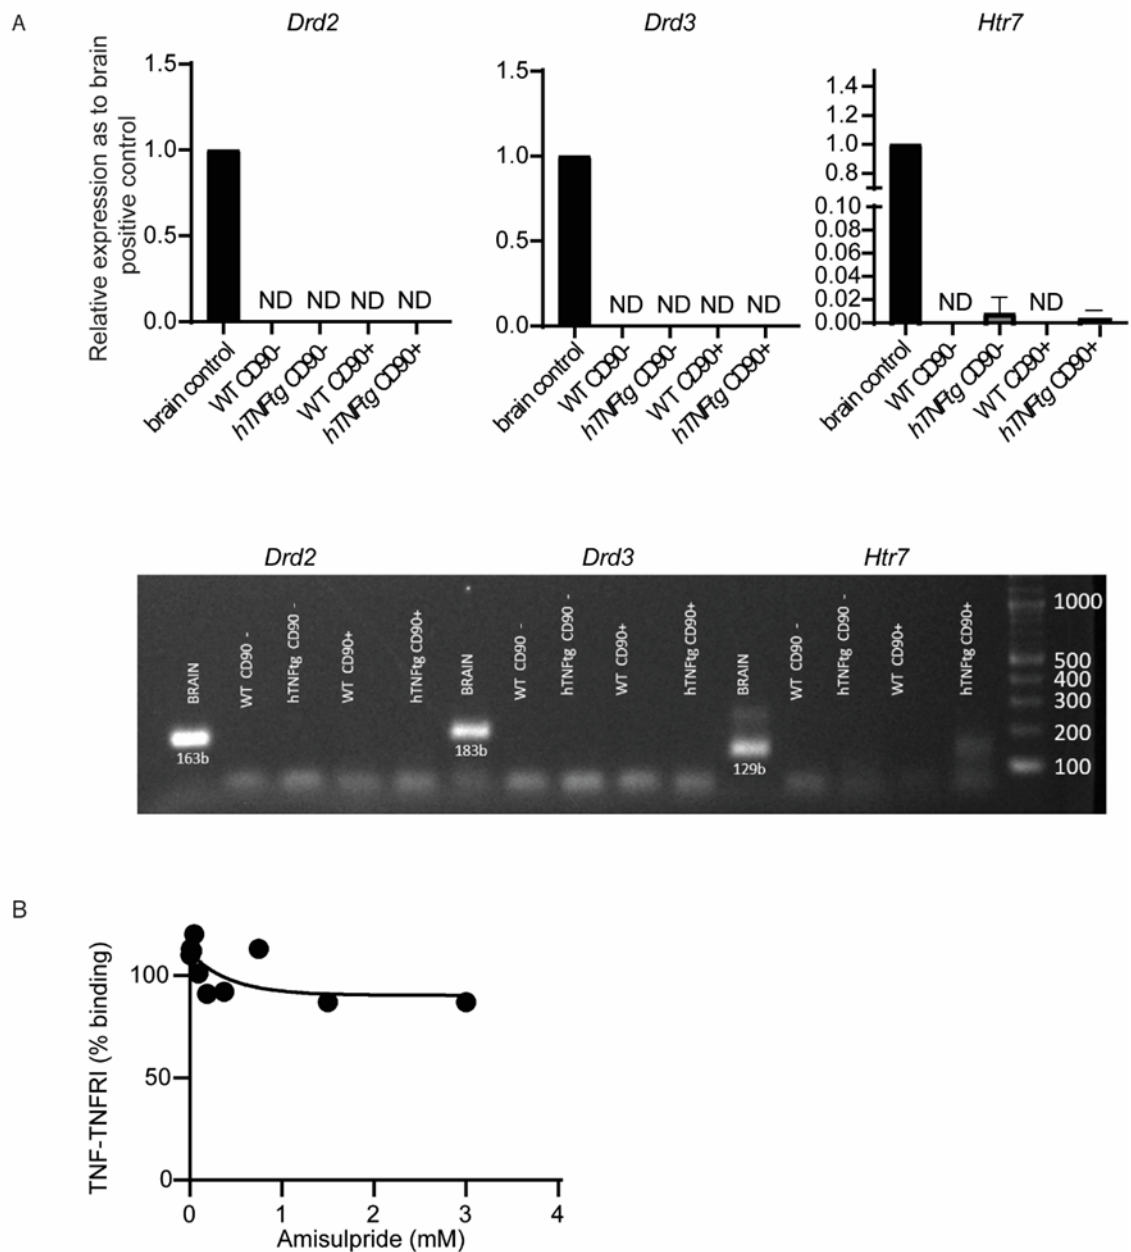 A
Drd2
Drd3
Htr7
Relative expression as to brain
positive control
1.5
1.0
0.5
0.0
ND ND ND ND
brain control
WT CD90-
hTNFtg CD90-
WT CD90+
hTNFtg CD90+
1.5
1.0
0.5
0.0
ND ND ND ND
brain control
WT CD90-
hTNFtg CD90-
WT CD90+
hTNFtg CD90+
1.4
1.2
1.0
0.8
0.10
0.08
0.06
0.04
0.02
0.00
ND ND
brain control
WT CD90-
hTNFtg CD90-
WT CD90+
hTNFtg CD90+
Drd2
Drd3
Htr7
BRAIN
WT CD90 -
hTNFtg CD90 -
WT CD90+
hTNFtg CD90+
BRAIN
WT CD90 -
hTNFtg CD90 -
WT CD90+
hTNFtg CD90+
BRAIN
WT CD90 -
hTNFtg CD90 -
WT CD90+
hTNFtg CD90+
163b
183b
129b
1000
500
400
300
200
100
B
TNF-TNFRI (% binding)
100
50
0
0 1 2 3 4
Amisulpride (mM)